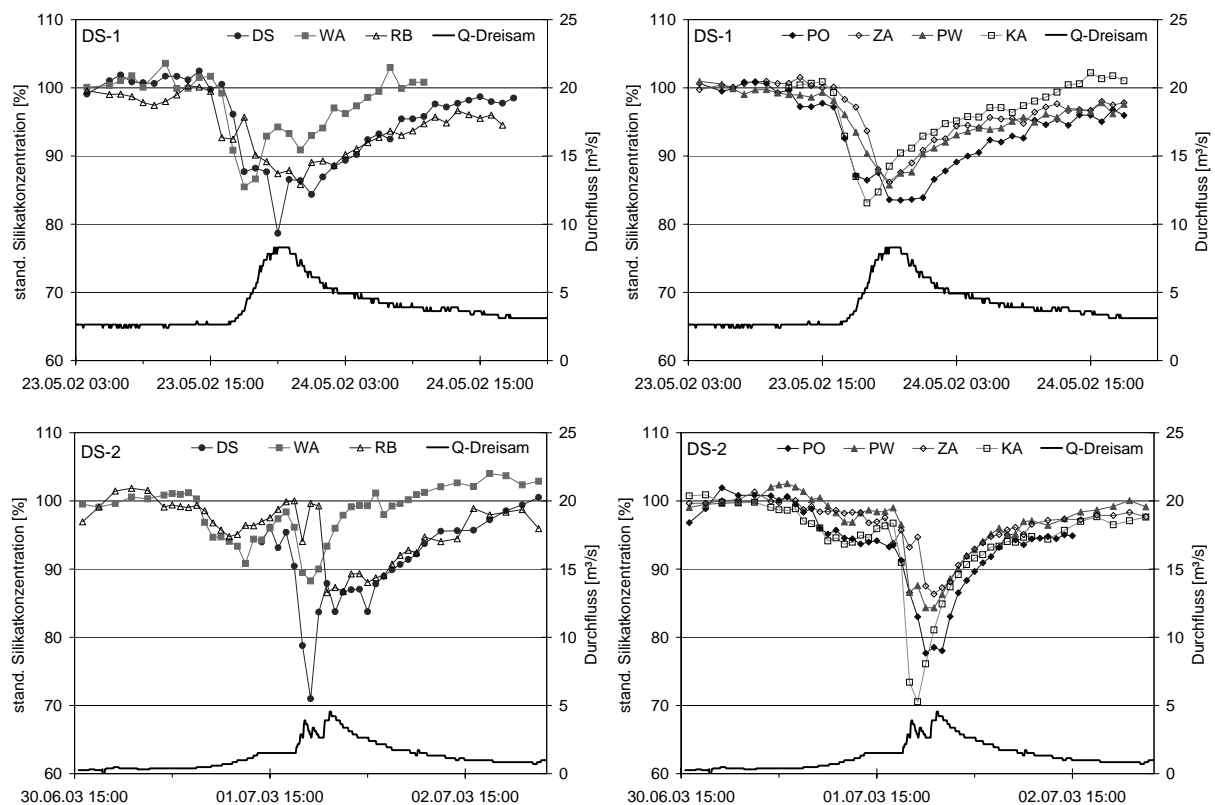 DS-1
DS WA RB Q-Dreisam
stand. Silikatkonzentration [%]
110
100
90
80
70
60
25
20
15
10
5
0
Durchfluss [m³/s]
23.05.02 03:00 23.05.02 15:00 24.05.02 03:00 24.05.02 15:00
DS-1
PO ZA PW KA Q-Dreisam
stand. Silikatkonzentration [%]
110
100
90
80
70
60
25
20
15
10
5
0
Durchfluss [m³/s]
23.05.02 03:00 23.05.02 15:00 24.05.02 03:00 24.05.02 15:00
DS-2
DS WA RB Q-Dreisam
stand. Silikatkonzentration [%]
110
100
90
80
70
60
25
20
15
10
5
0
Durchfluss [m³/s]
30.06.03 15:00 01.07.03 15:00 02.07.03 15:00
DS-2
PO PW ZA KA Q-Dreisam
stand. Silikatkonzentration [%]
110
100
90
80
70
60
25
20
15
10
5
0
Durchfluss [m³/s]
30.06.03 15:00 01.07.03 15:00 02.07.03 15:00